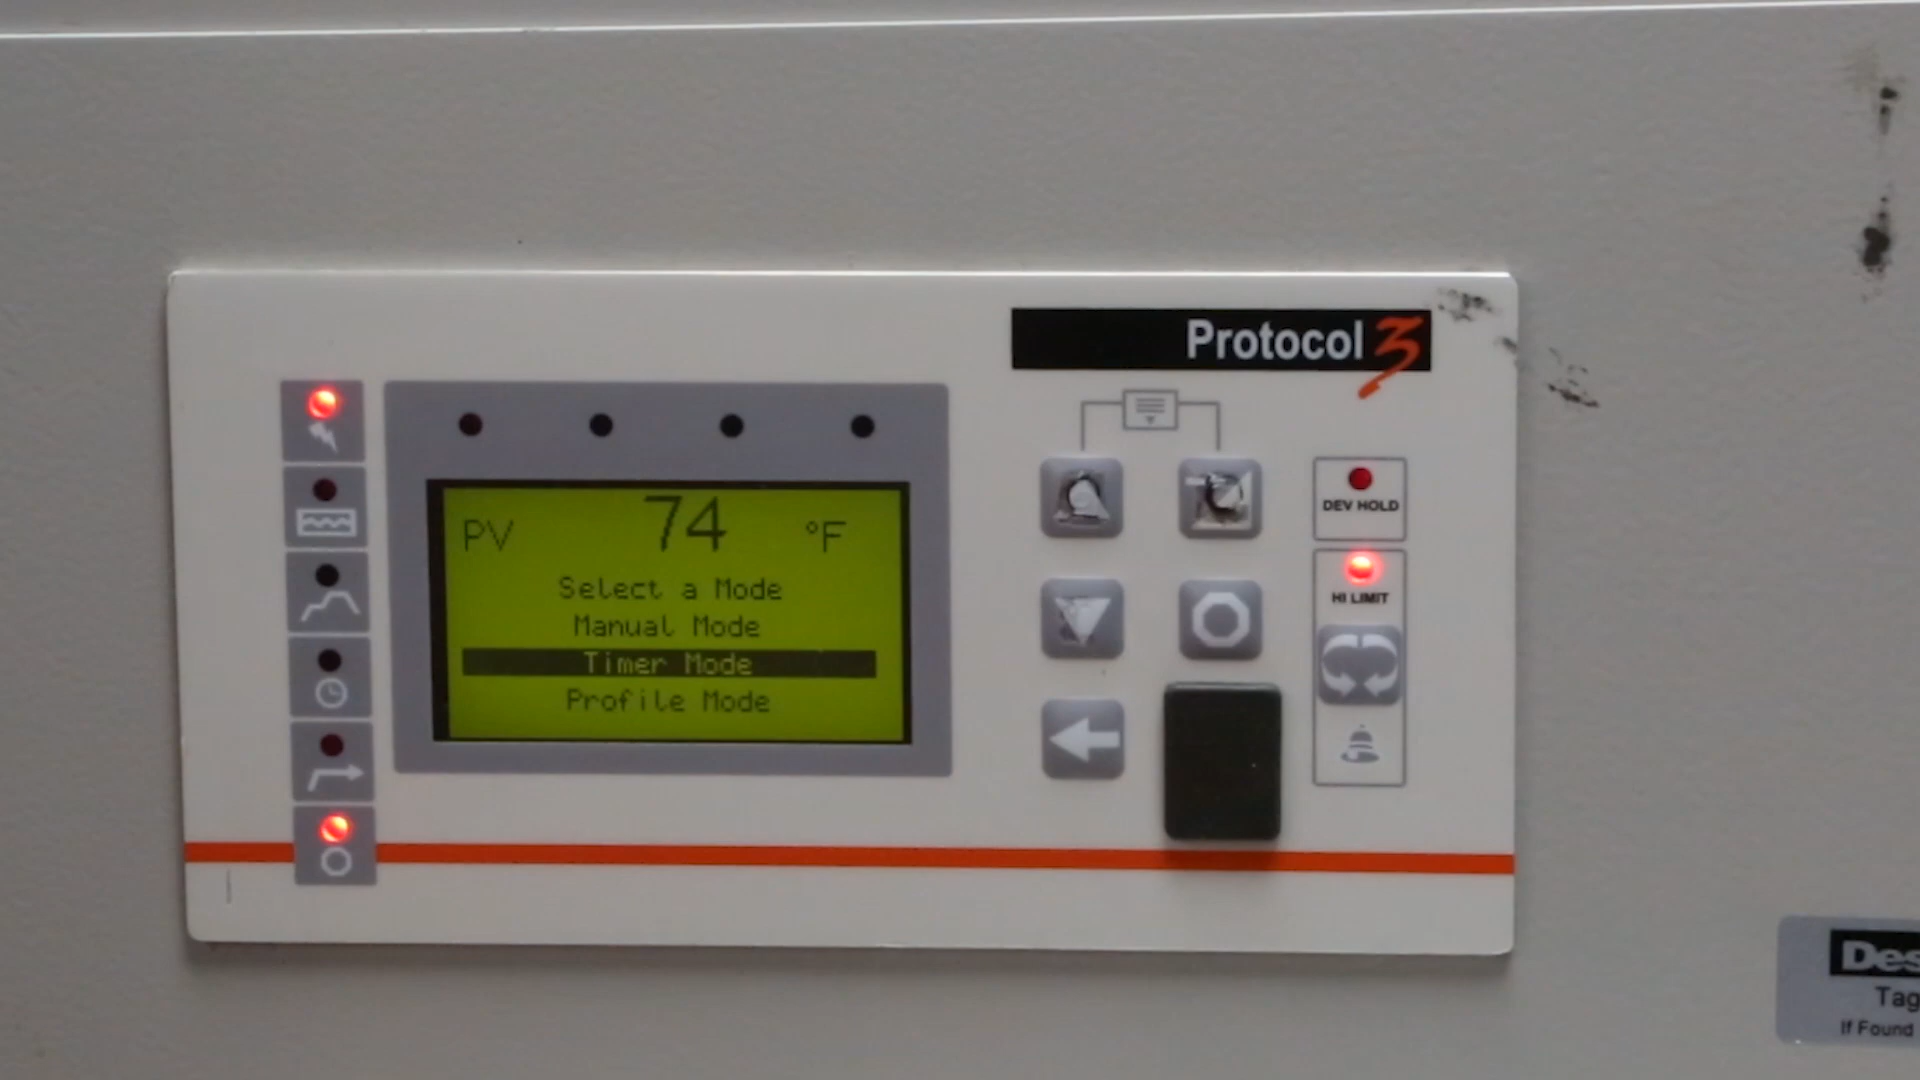 Protocol 3
PV 74 °F
Select a Mode
Manual Mode
Timer Mode
Profile Mode
DEV HOLD
HI LIMIT
Des
Tag
If Found